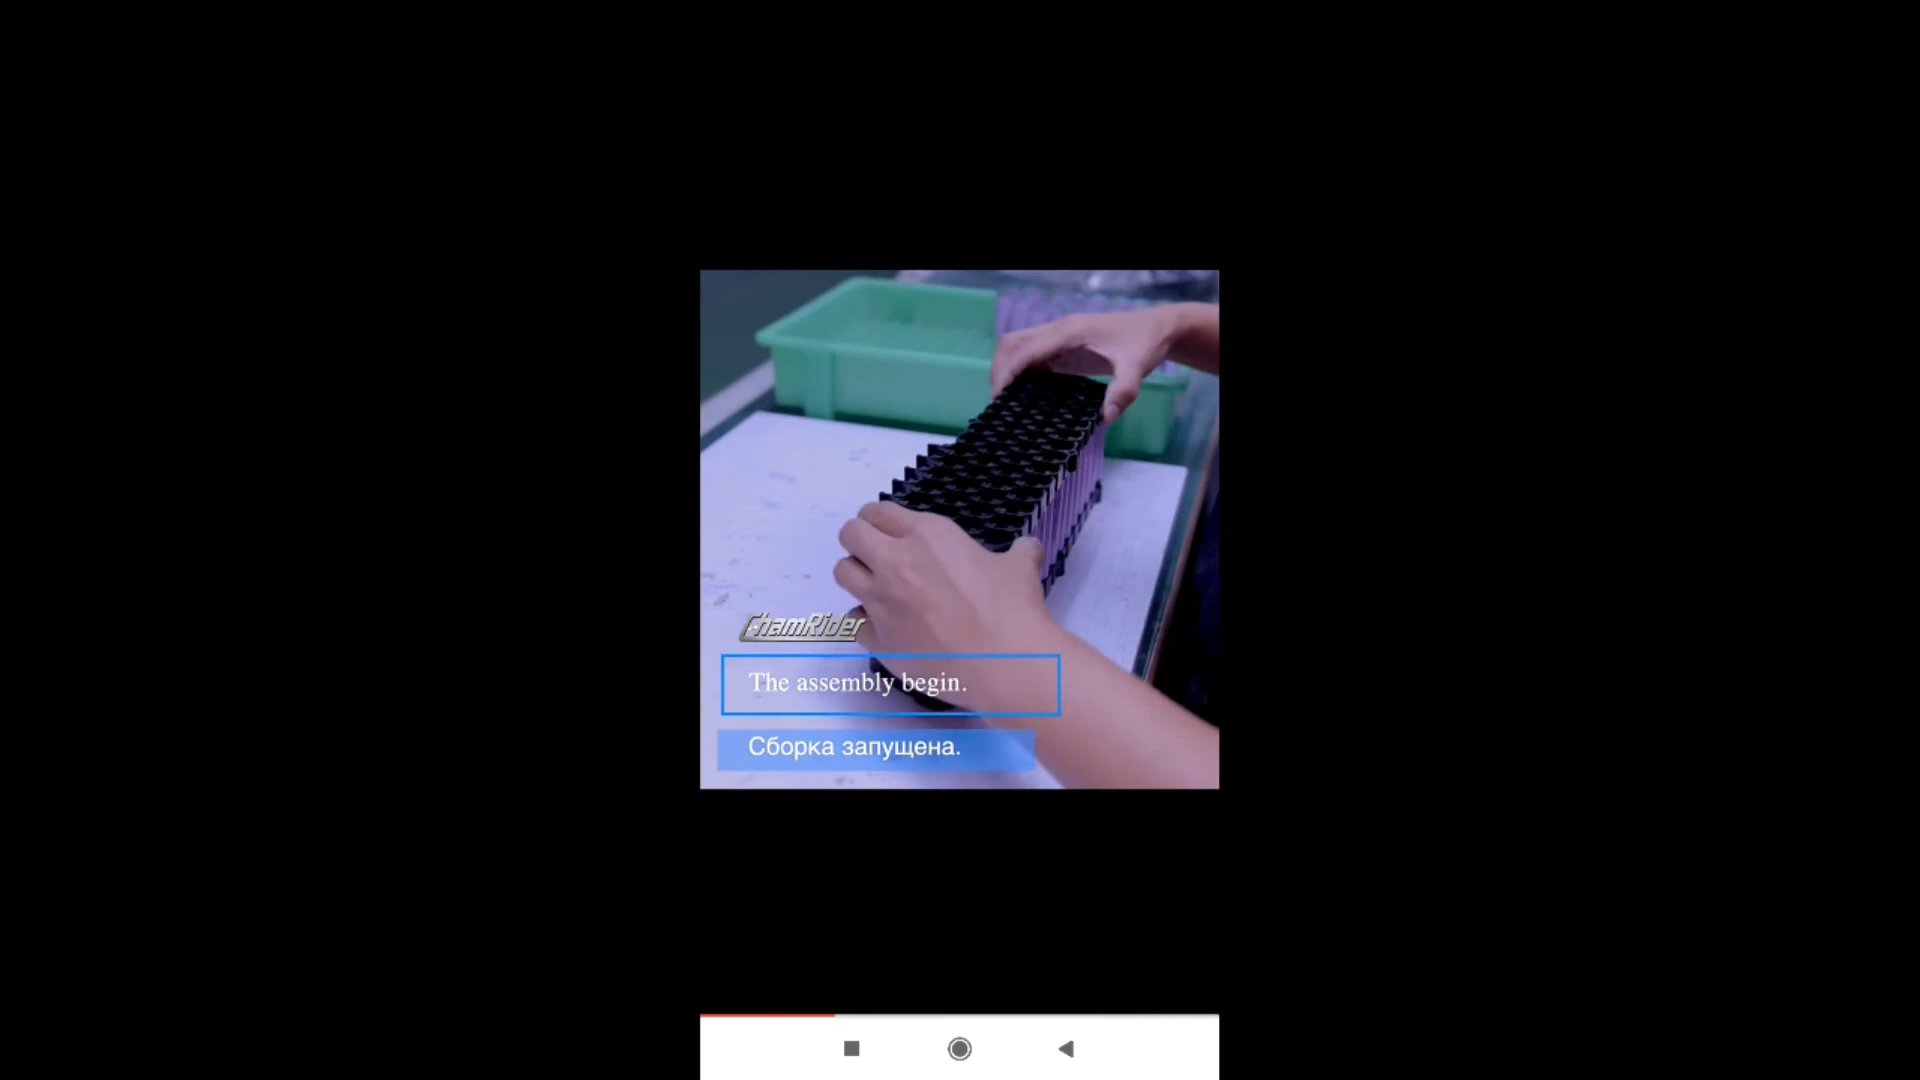 ChamRider
The assembly begin.
Сборка запущена.